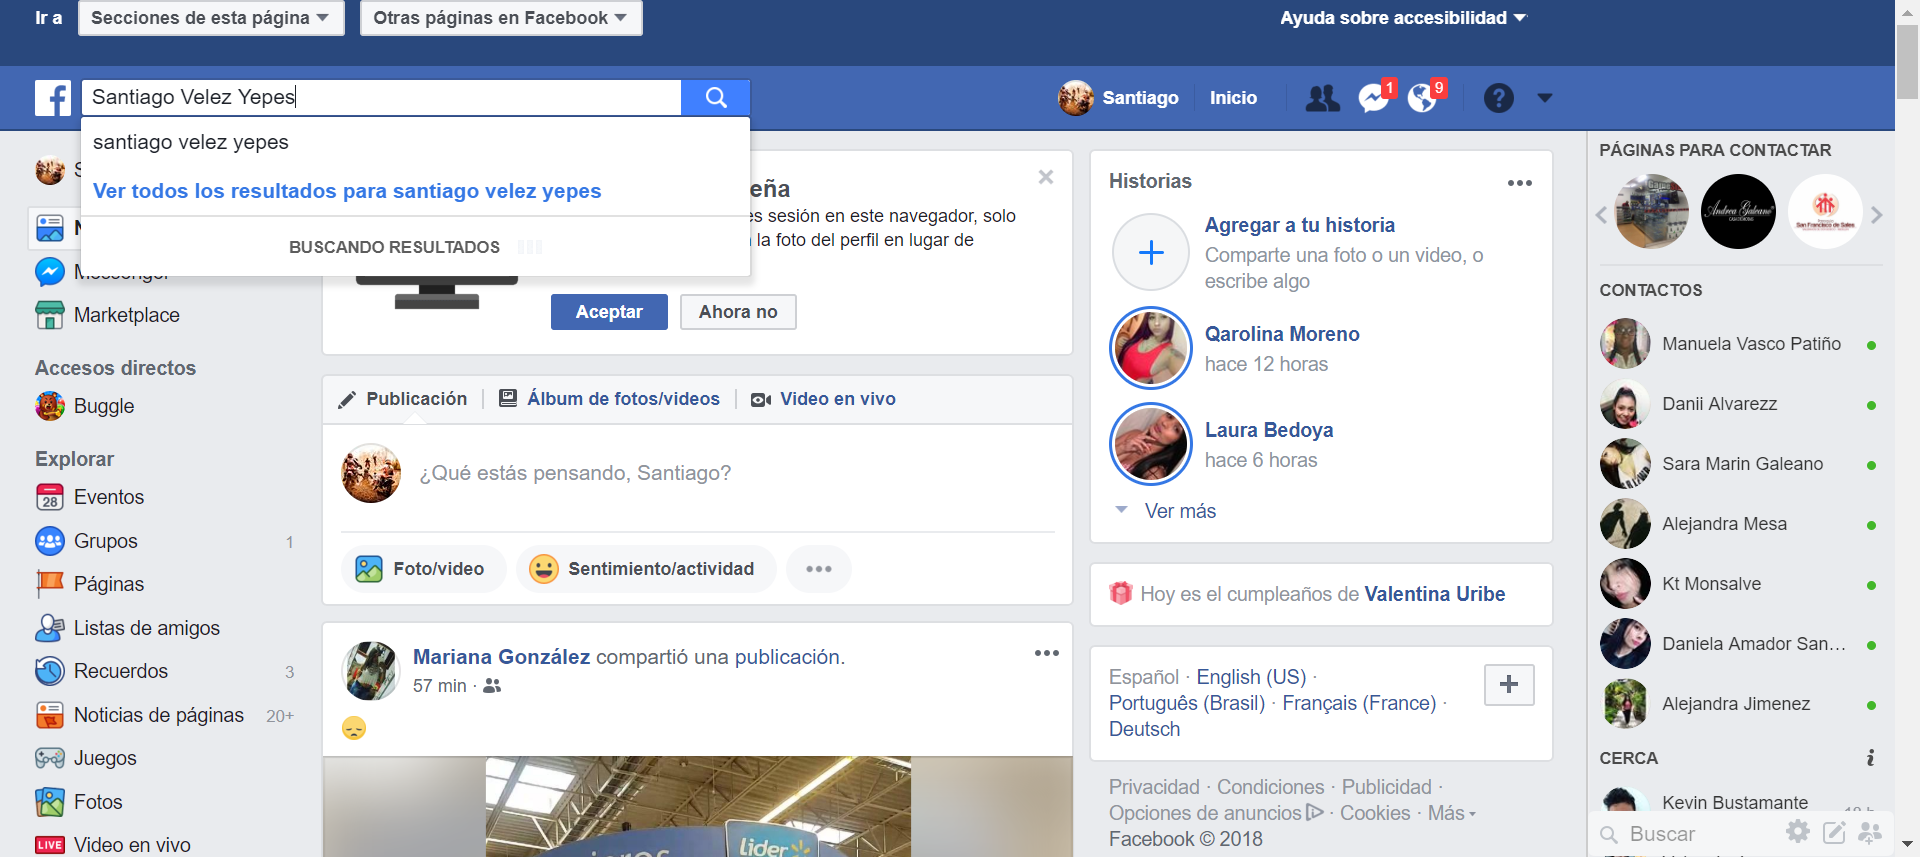 Ir a
Secciones de esta página
Otras páginas en Facebook
Ayuda sobre accesibilidad
Santiago Velez Yepes
Santiago
Inicio
1
9
santiago velez yepes
Ver todos los resultados para santiago velez yepes
BUSCANDO RESULTADOS
Messenger
Marketplace
Accesos directos
Buggle
Explorar
28
Eventos
Grupos
1
Páginas
Listas de amigos
Recuerdos
3
Noticias de páginas
20+
Juegos
Fotos
LIVE
Video en vivo
sesión en este navegador, solo
la foto del perfil en lugar de
Aceptar
Ahora no
Publicación
Álbum de fotos/videos
Video en vivo
¿Qué estás pensando, Santiago?
Foto/video
Sentimiento/actividad
Mariana González compartió una publicación.
57 min ·
lider
Historias
Agregar a tu historia
Comparte una foto o un video, o
escribe algo
Qarolina Moreno
hace 12 horas
Laura Bedoya
hace 6 horas
Ver más
Hoy es el cumpleaños de Valentina Uribe
Español · English (US) ·
Português (Brasil) · Français (France) ·
Deutsch
Privacidad · Condiciones · Publicidad ·
Opciones de anuncios · Cookies · Más
Facebook © 2018
PÁGINAS PARA CONTACTAR
Andrea Galeano
San Francisco de Sales
CONTACTOS
Manuela Vasco Patiño
Danii Alvarezz
Sara Marin Galeano
Alejandra Mesa
Kt Monsalve
Daniela Amador San...
Alejandra Jimenez
CERCA
Kevin Bustamante
Buscar